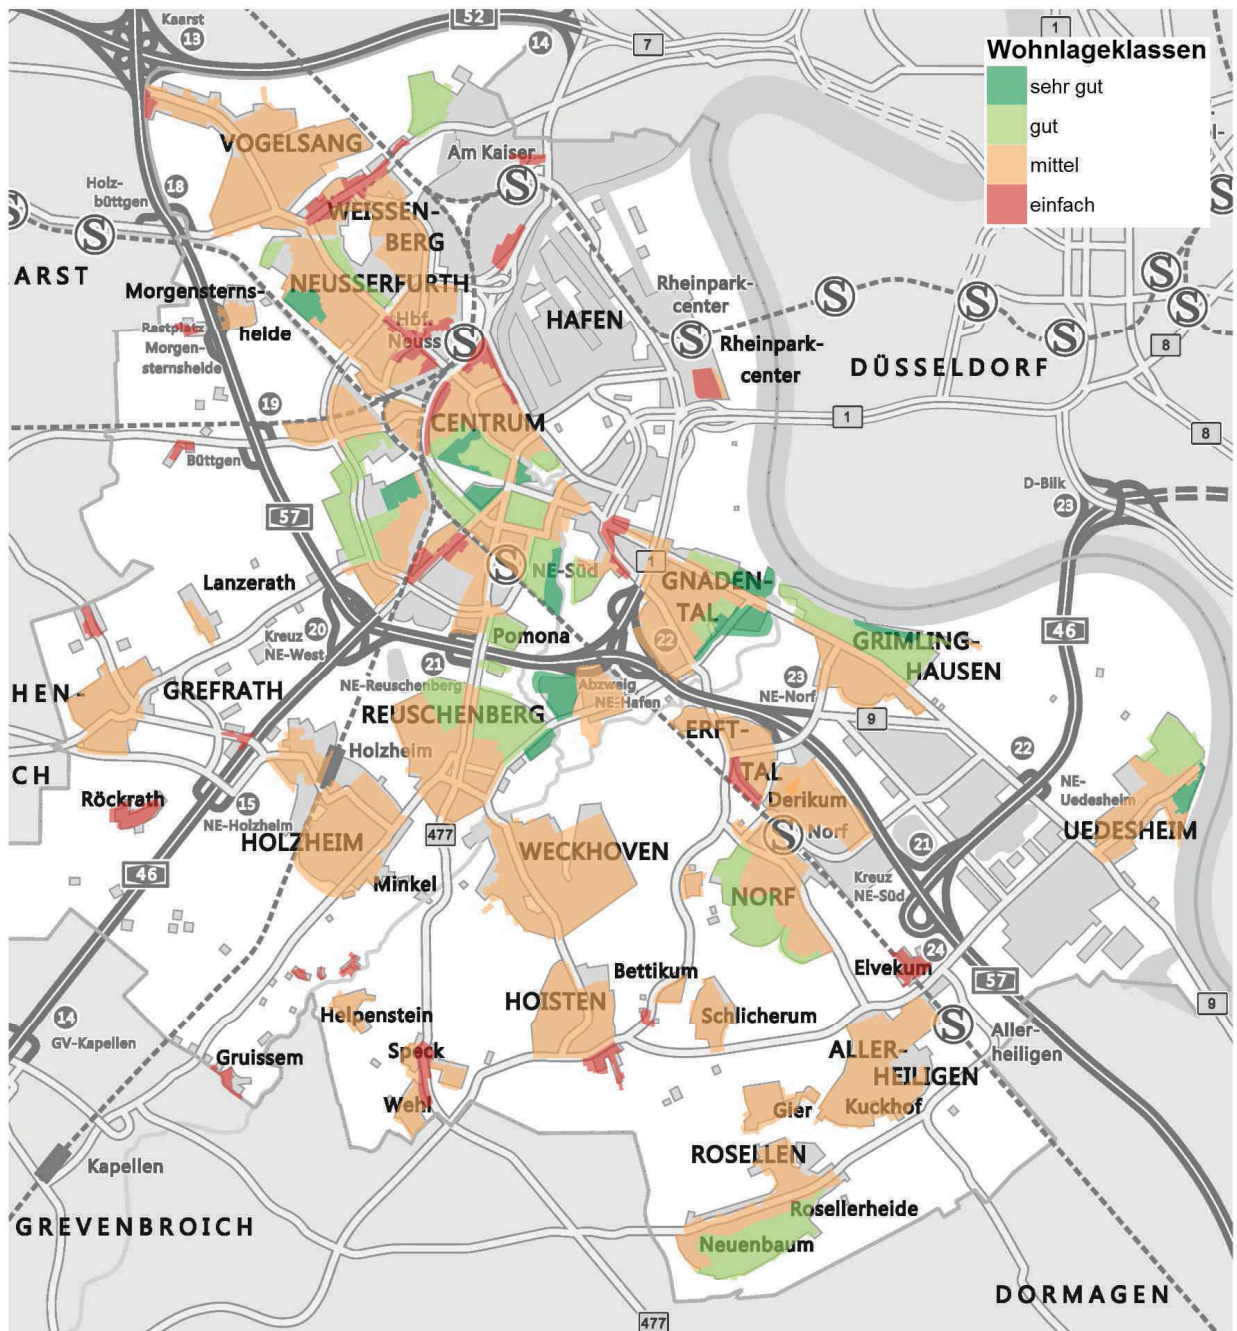 Kaarst
13
52
14
7
1
Wohnlageklassen
sehr gut
gut
mittel
einfach
VOGELSANG
Am Kaiser
S
Holz-
büttgen
18
S
S
S
WEISSEN-
BERG
ARST
NEUSSERFURTH
Morgensterns-
heide
Rastplatz
Morgen-
sternsheide
Hbf.
Neuss
S
HAFEN
Rheinpark-
center
S
S
S
S
S
S
Rheinpark-
center
DÜSSELDORF
8
19
CENTRUM
1
8
Büttgen
D-Bilk
23
57
Lanzerath
S
NE-Süd
1
GNADEN-
TAL
Kreuz
NE-West
20
Pomona
22
GRIMLING-
HAUSEN
46
HEN-
GREFRATH
21
NE-Reuschenberg
REUSCHENBERG
Abzweig
NE-Hafen
23
NE-Norf
9
ERFT-
TAL
22
NE-
Uedesheim
CH
Holzheim
Röckrath
15
NE-Holzheim
HOLZHEIM
Derikum
S
Norf
UEDESHEIM
477
WECKHOVEN
21
46
Minkel
NORF
Kreuz
NE-Süd
24
Elvekum
57
Bettikum
HOISTEN
Schlicherum
9
14
GV-Kapellen
Helpenstein
S
Aller-
heiligen
Gruissem
Speck
ALLER-
HEILIGEN
Wehl
Gier
Kuckhof
Kapellen
ROSELLEN
Rosellerheide
GREVENBROICH
Neuenbaum
DORMAGEN
477